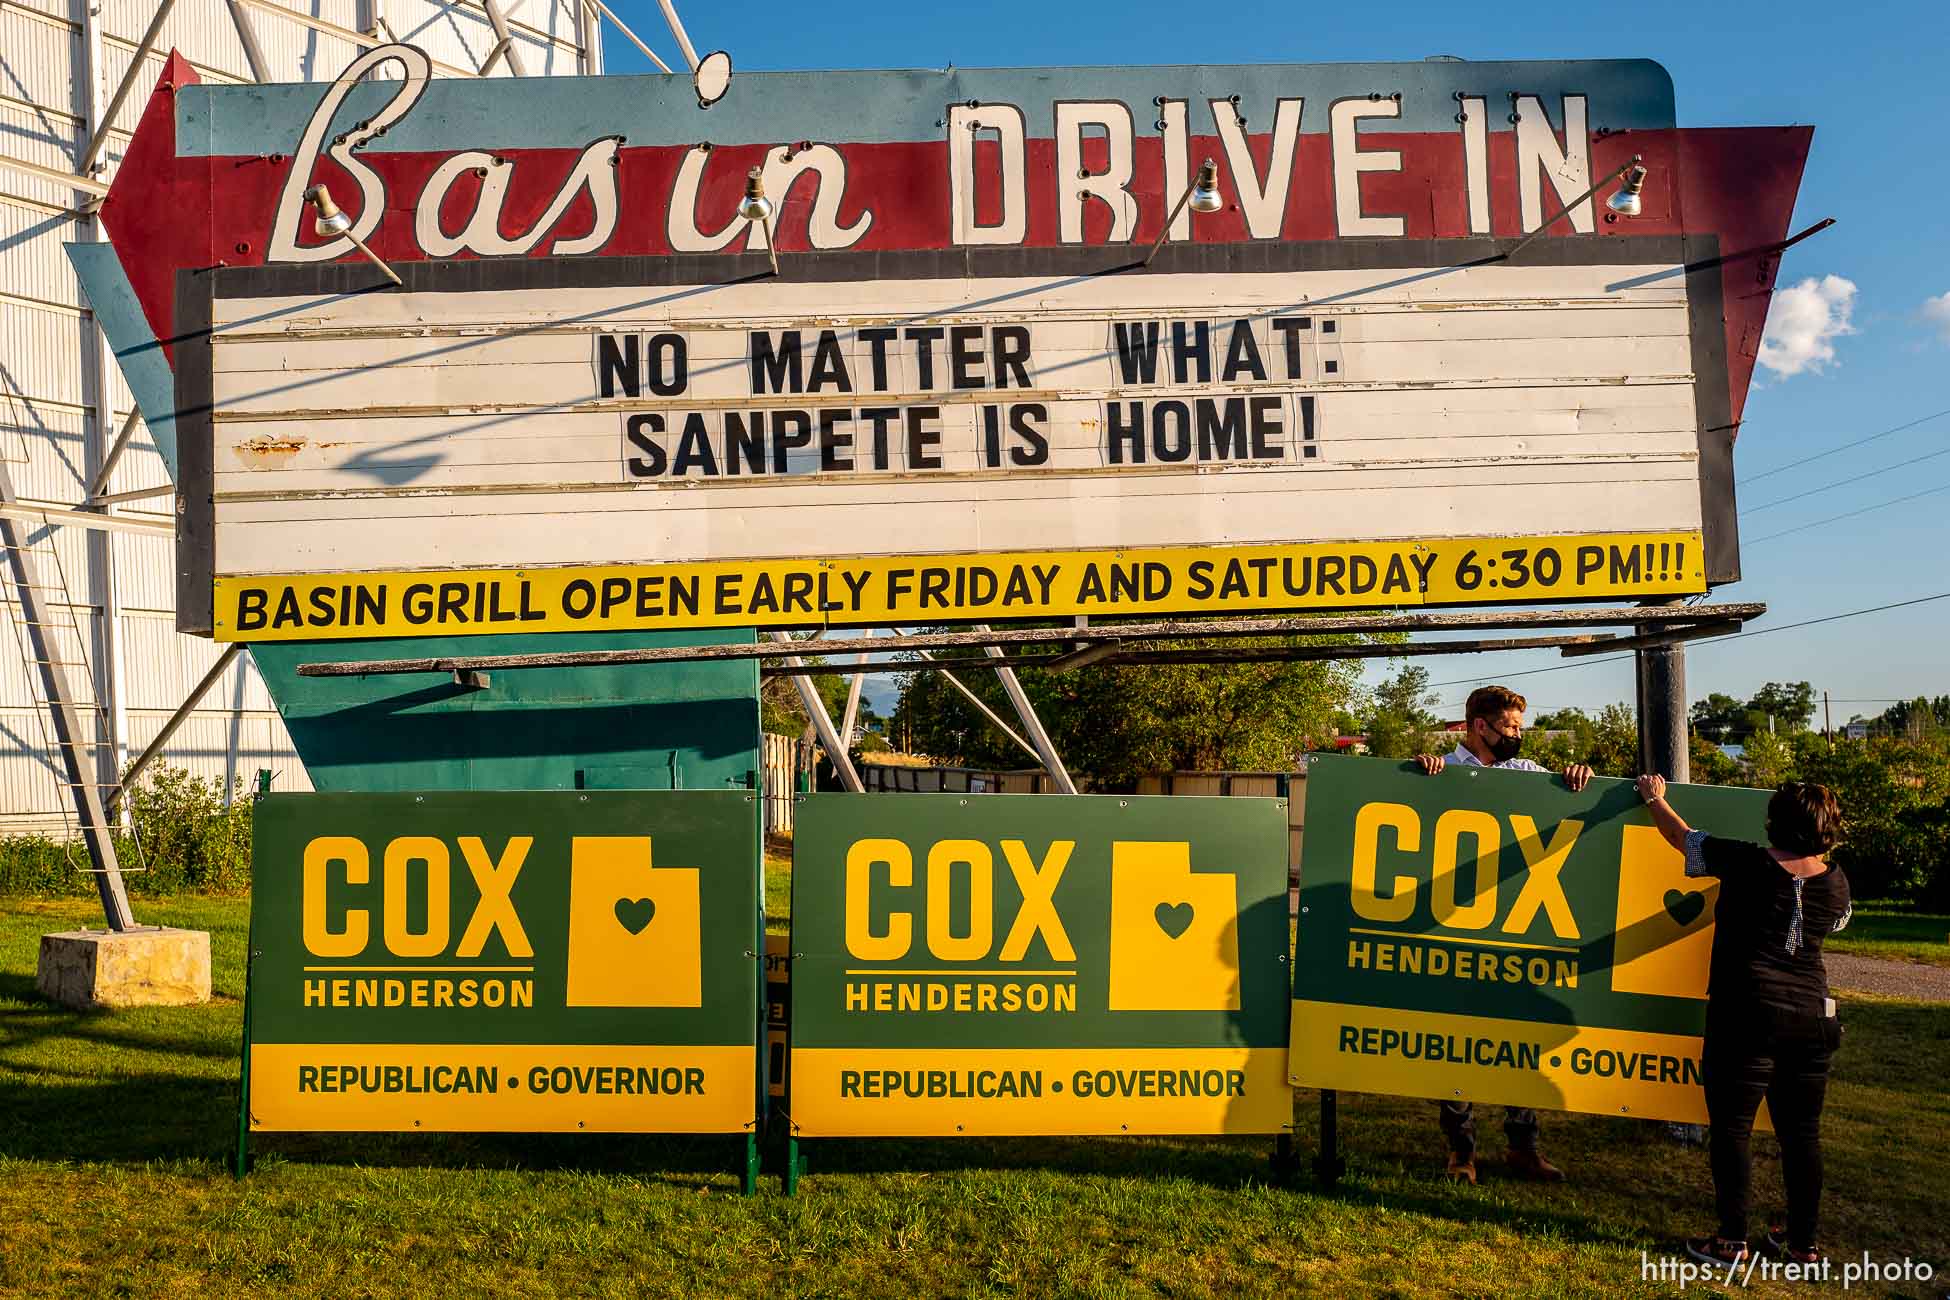 Basin DRIVE IN
NO MATTER WHAT:
SANPETE IS HOME!
BASIN GRILL OPEN EARLY FRIDAY AND SATURDAY 6:30 PM!!!
COX
HENDERSON
REPUBLICAN • GOVERNOR
COX
HENDERSON
REPUBLICAN • GOVERNOR
COX
HENDERSON
REPUBLICAN • GOVERN
https://trent.photo